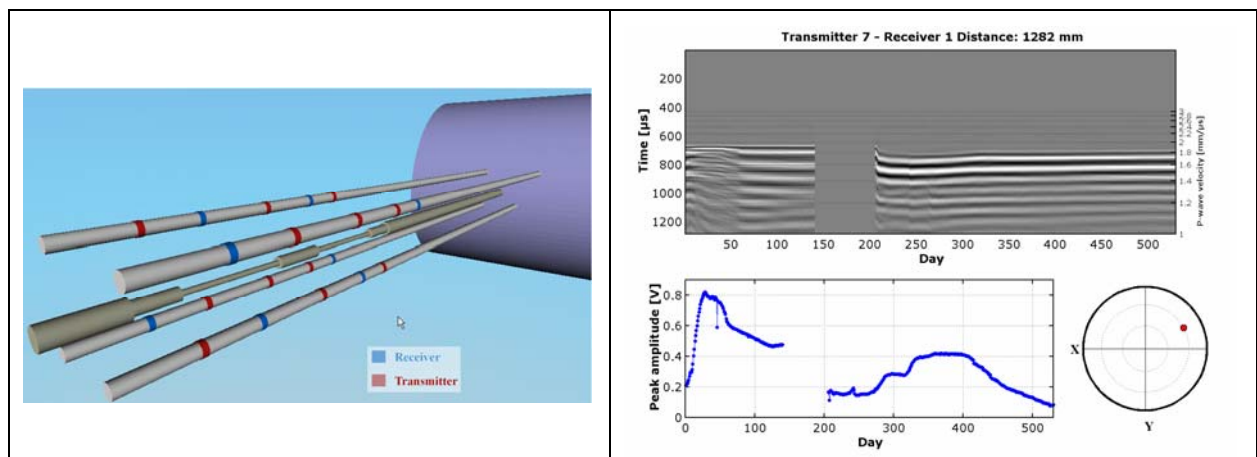 Receiver
Transmitter
Transmitter 7 - Receiver 1 Distance: 1282 mm
Time [µs]
200
400
600
800
1000
1200
50 100 150 200 250 300 350 400 450 500
Day
1.8
1.6
1.4
1.2
1
P-wave velocity [mm/µs]
Peak amplitude [V]
0.8
0.6
0.4
0.2
0
0 100 200 300 400 500
Day
X
Y